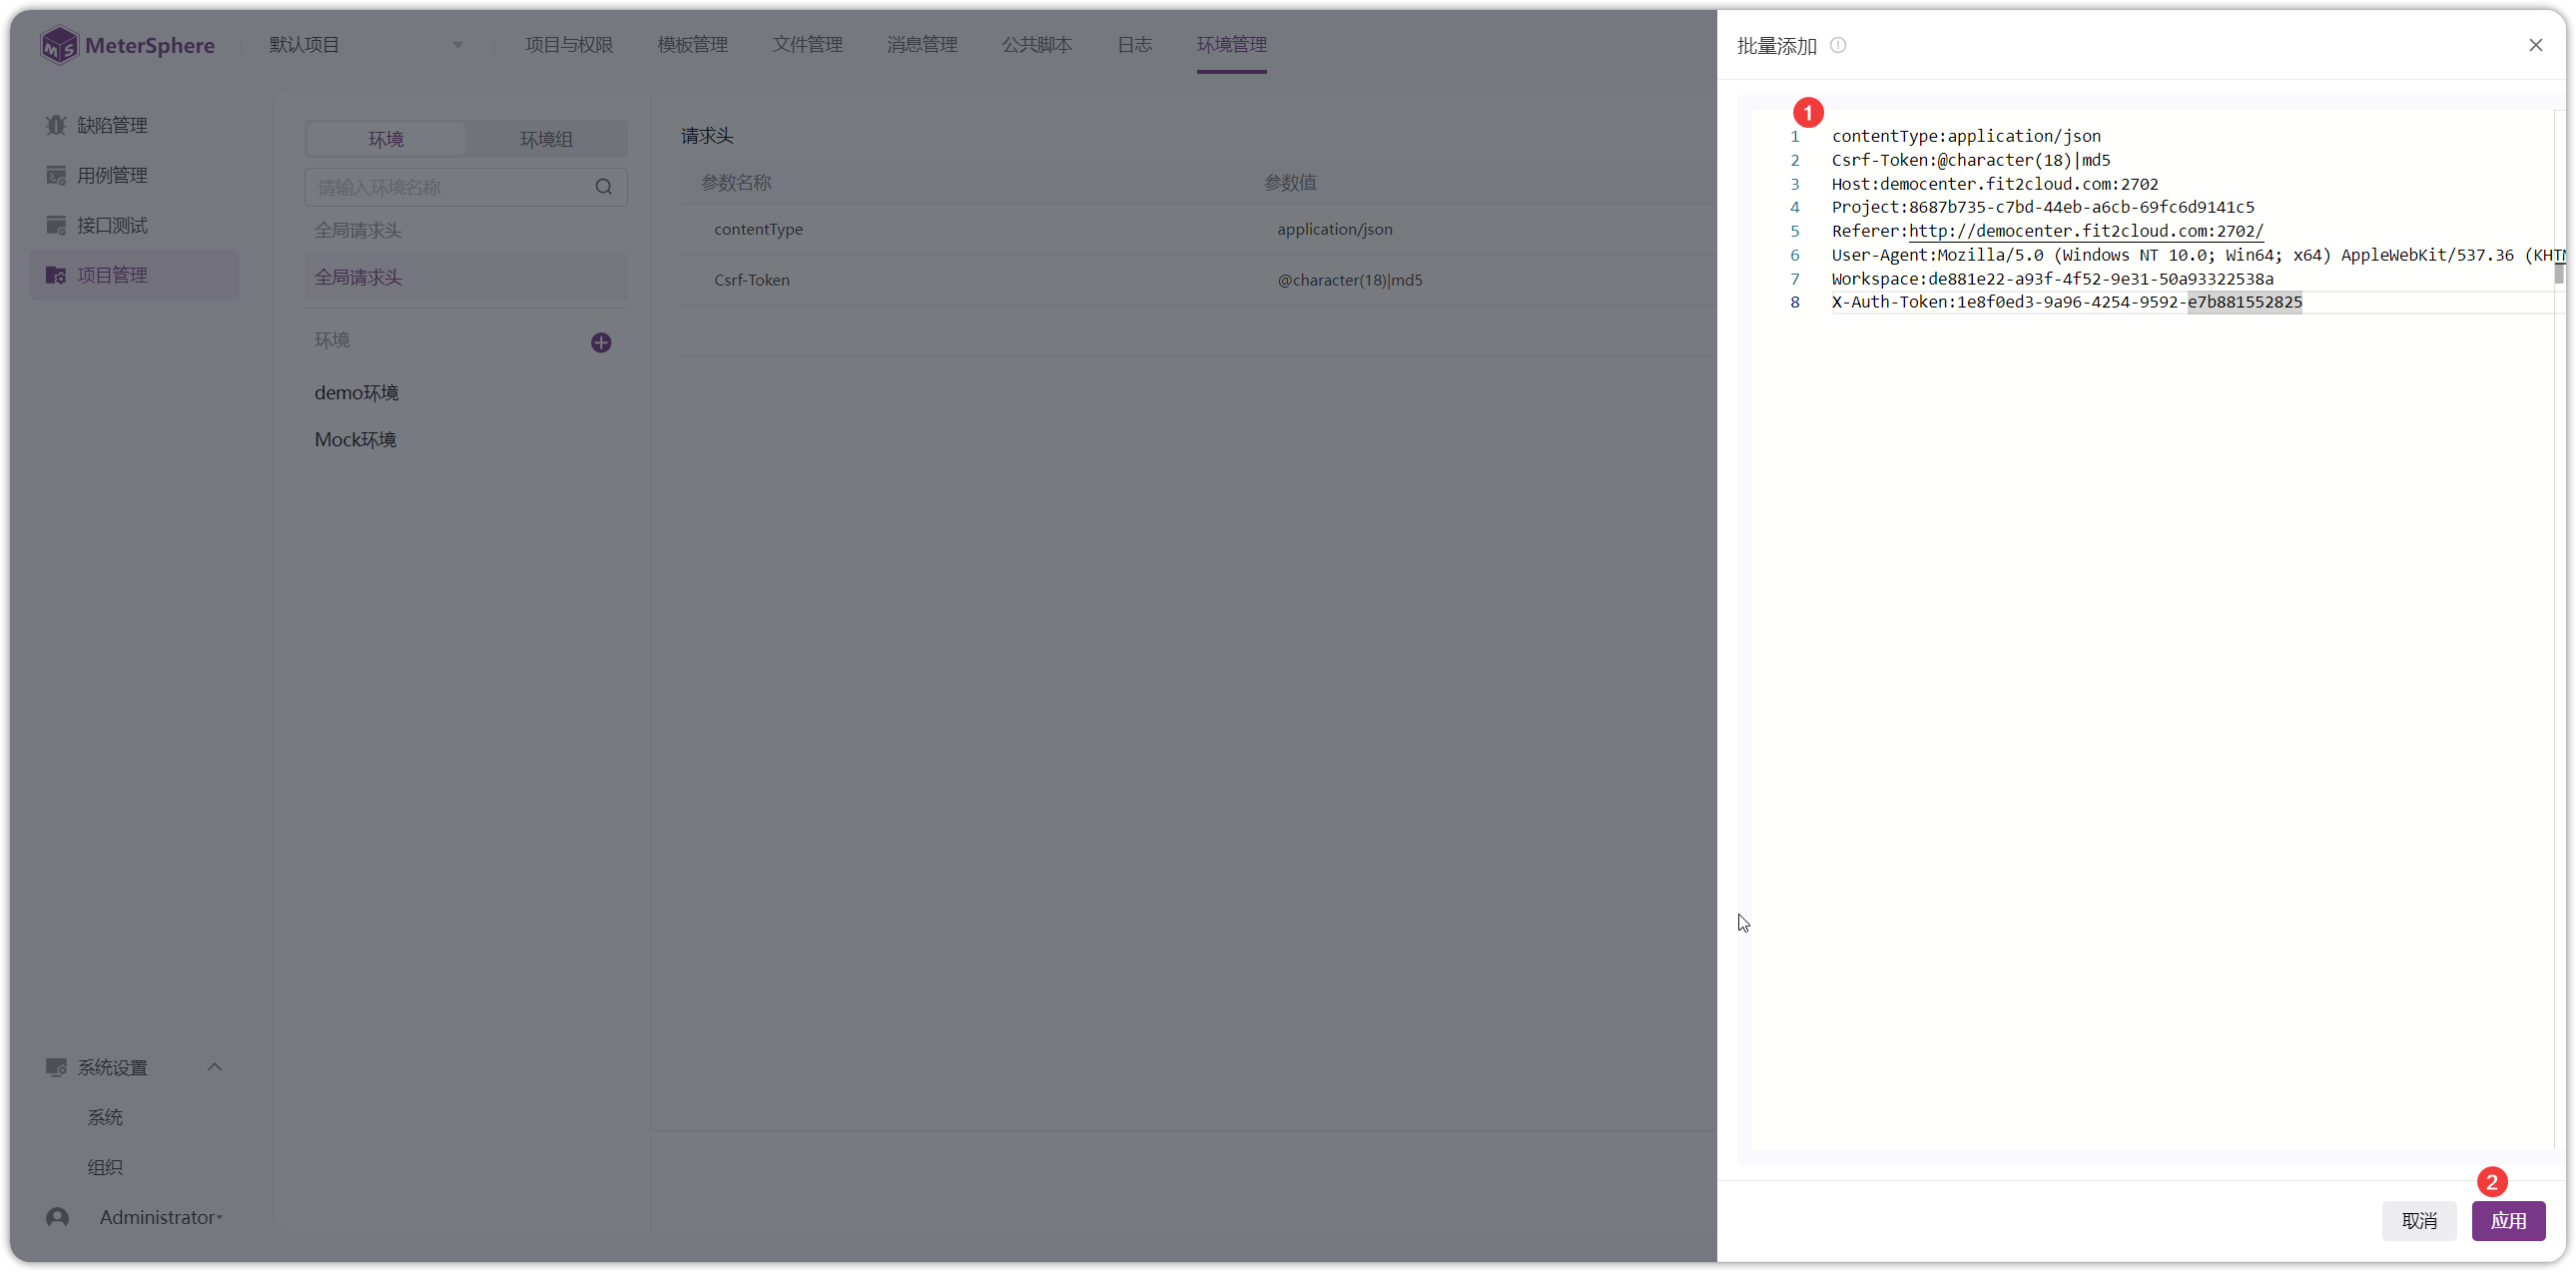 MeterSphere
默认项目
项目与权限
模板管理
文件管理
消息管理
公共脚本
日志
环境管理
缺陷管理
用例管理
接口测试
项目管理
环境
环境组
请输入环境名称
全局请求头
全局请求头
环境
demo环境
Mock环境
请求头
参数名称 参数值
contentType application/json
Csrf-Token @character(18)|md5
系统设置
系统
组织
Administrator
批量添加
1
1 contentType:application/json
2 Csrf-Token:@character(18)|md5
3 Host:democenter.fit2cloud.com:2702
4 Project:8687b735-c7bd-44eb-a6cb-69fc6d9141c5
5 Referer:http://democenter.fit2cloud.com:2702/
6 User-Agent:Mozilla/5.0 (Windows NT 10.0; Win64; x64) AppleWebKit/537.36 (KHTM
7 Workspace:de881e22-a93f-4f52-9e31-50a93322538a
8 X-Auth-Token:1e8f0ed3-9a96-4254-9592-e7b881552825
2
取消
应用